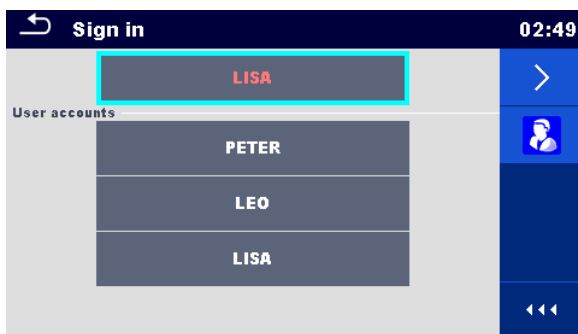 Sign in 02:49
LISA
User accounts
PETER
LEO
LISA